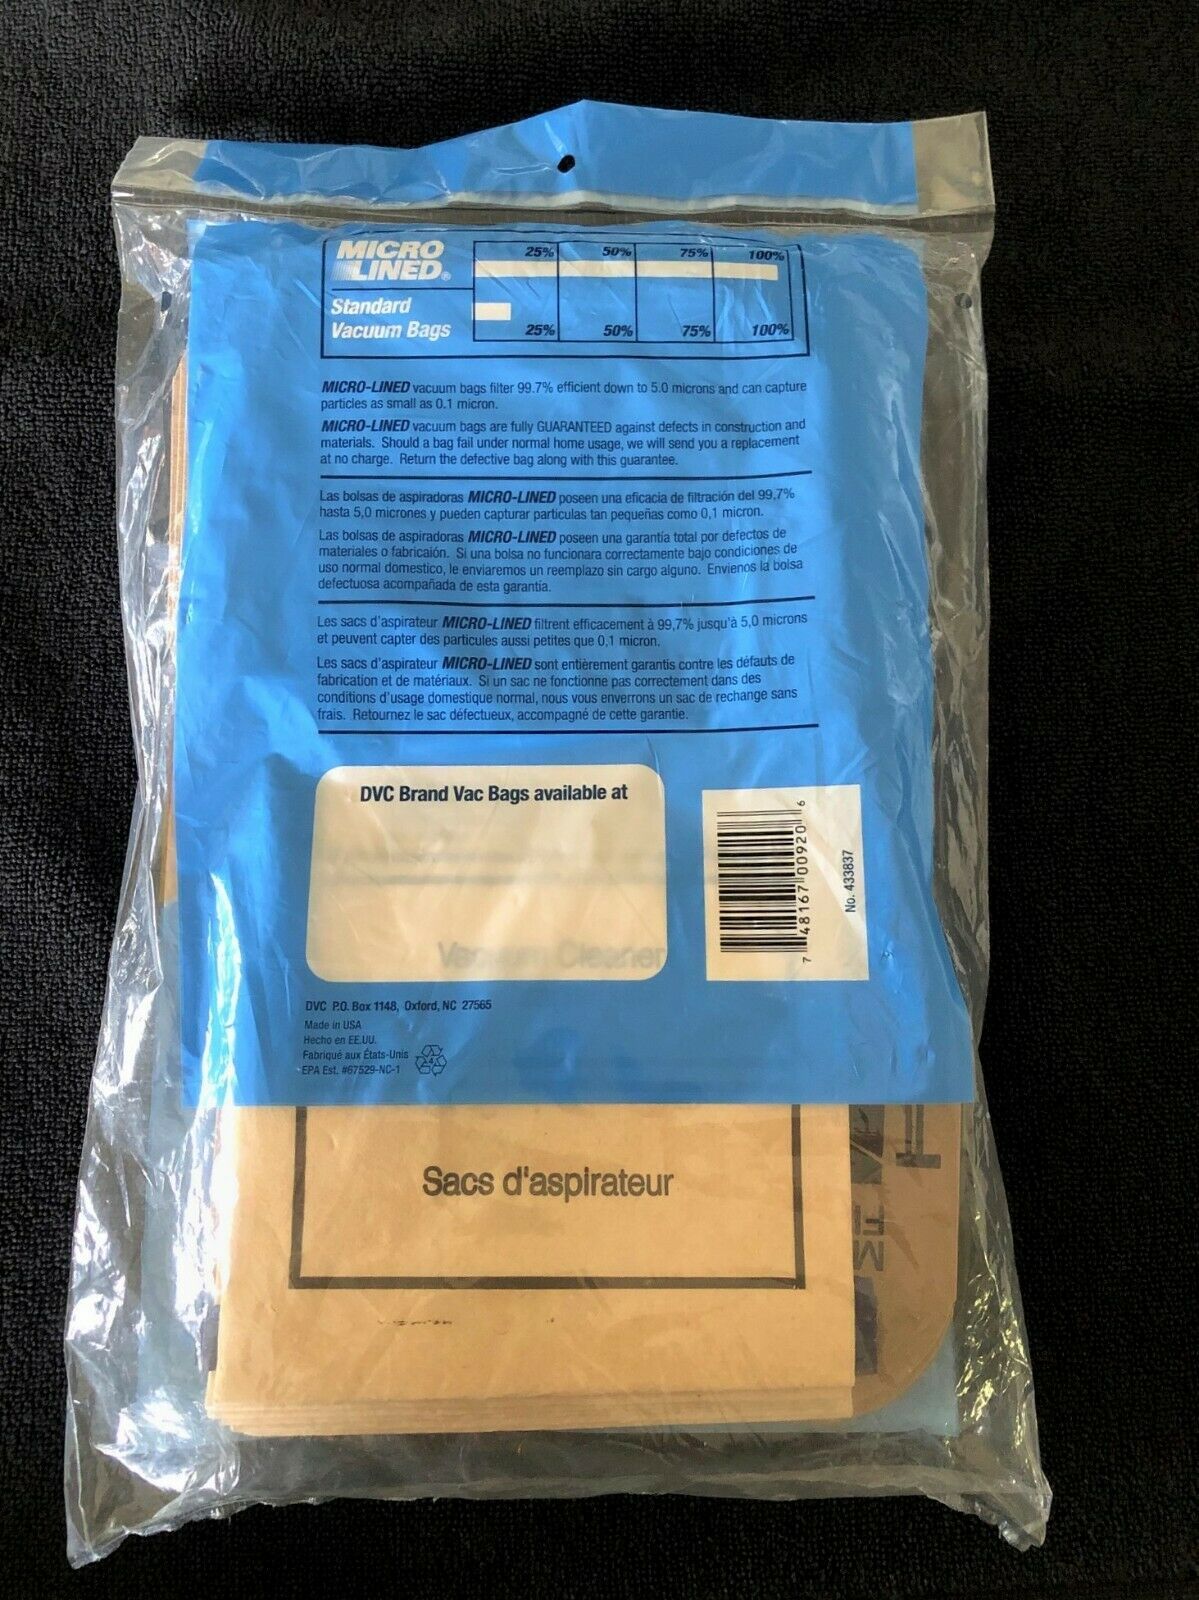 MICRO
LINED®
25% 50% 75% 100%
Standard
Vacuum Bags
25% 50% 75% 100%
MICRO-LINED vacuum bags filter 99.7% efficient down to 5.0 microns and can capture
particles as small as 0.1 micron.
MICRO-LINED vacuum bags are fully GUARANTEED against defects in construction and
materials. Should a bag fail under normal home usage, we will send you a replacement
at no charge. Return the defective bag along with this guarantee.
Las bolsas de aspiradoras MICRO-LINED poseen una eficacia de filtración del 99,7%
hasta 5,0 micrones y pueden capturar particulas tan pequeñas como 0,1 micron.
Las bolsas de aspiradoras MICRO-LINED poseen una garantía total por defectos de
materiales o fabricaión. Si una bolsa no funcionara correctamente bajo condiciones de
uso normal domestico, le enviaremos un reemplazo sin cargo alguno. Envienos la bolsa
defectuosa acompañada de esta garantía.
Les sacs d'aspirateur MICRO-LINED filtrent efficacement à 99,7% jusqu'à 5,0 microns
et peuvent capter des particules aussi petites que 0,1 micron.
Les sacs d'aspirateur MICRO-LINED sont entièrement garantis contre les défauts de
fabrication et de matériaux. Si un sac ne fonctionne pas correctement dans des
conditions d'usage domestique normal, nous vous enverrons un sac de rechange sans
frais. Retournez le sac défectueux, accompagné de cette garantie.
DVC Brand Vac Bags available at
Vacuum Cleaner
7 48167 00920 6
No. 433837
DVC P.O. Box 1148, Oxford, NC 27565
Made in USA
Hecho en EE.UU.
Fabriqué aux États-Unis
EPA Est. #67529-NC-1
4
Sacs d'aspirateur